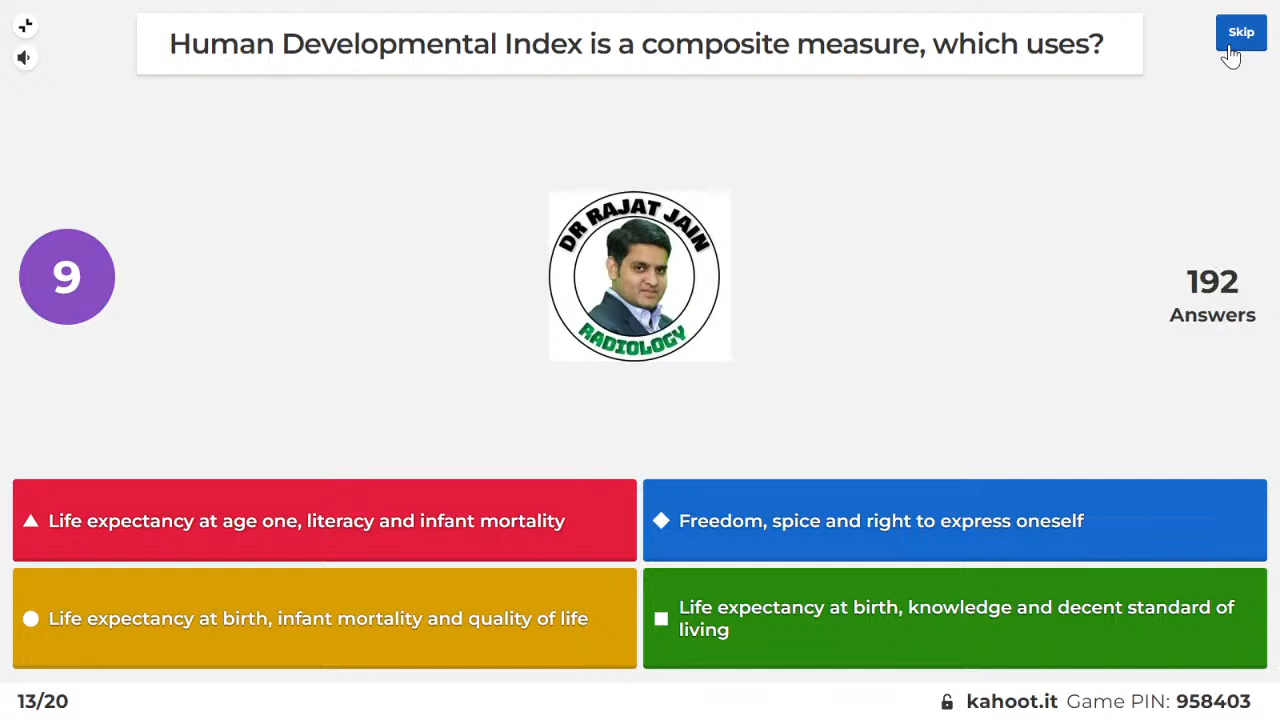 Human Developmental Index is a composite measure, which uses?
Skip
DR RAJAT JAIN
RADIOLOGY
9
192
Answers
Life expectancy at age one, literacy and infant mortality
Freedom, spice and right to express oneself
Life expectancy at birth, infant mortality and quality of life
Life expectancy at birth, knowledge and decent standard of
living
13/20
kahoot.it Game PIN: 958403